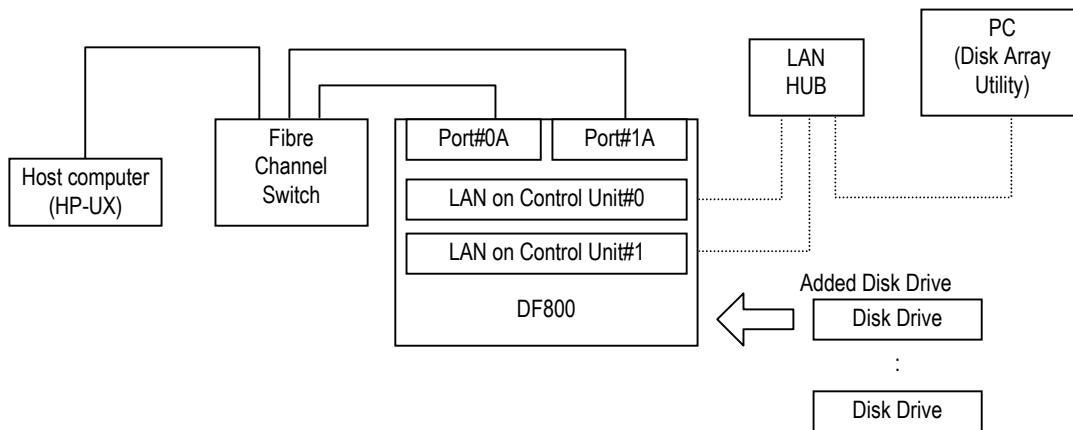 Host computer
(HP-UX)
Fibre
Channel
Switch
Port#0A
Port#1A
LAN on Control Unit#0
LAN on Control Unit#1
DF800
LAN
HUB
PC
(Disk Array
Utility)
Added Disk Drive
Disk Drive
:
Disk Drive